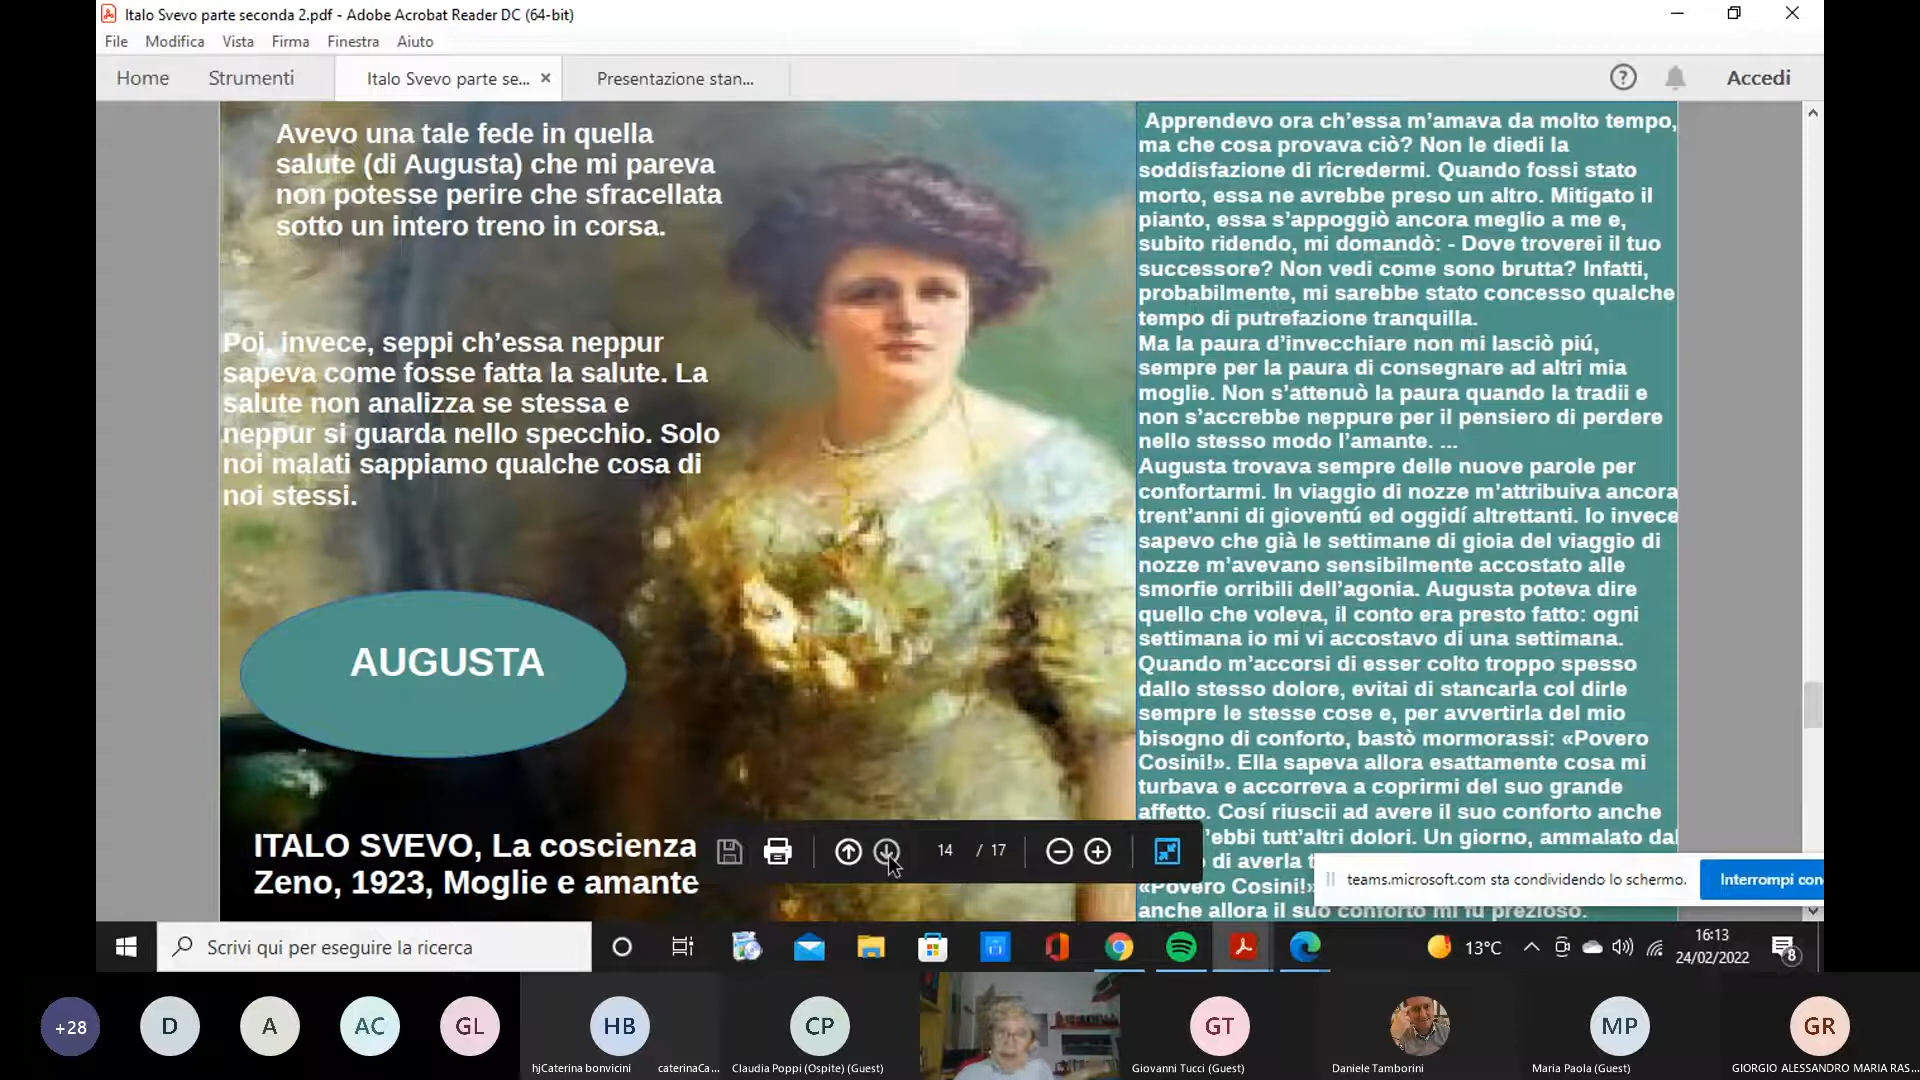 Italo Svevo parte seconda 2.pdf - Adobe Acrobat Reader DC (64-bit)
File Modifica Vista Firma Finestra Aiuto
Home Strumenti Italo Svevo parte se... × Presentazione stan... ? Accedi
Avevo una tale fede in quella
salute (di Augusta) che mi pareva
non potesse perire che sfracellata
sotto un intero treno in corsa.
Poi, invece, seppi ch’essa neppur
sapeva come fosse fatta la salute. La
salute non analizza se stessa e
neppur si guarda nello specchio. Solo
noi malati sappiamo qualche cosa di
noi stessi.
AUGUSTA
ITALO SVEVO, La coscienza
Zeno, 1923, Moglie e amante
Apprendevo ora ch’essa m’amava da molto tempo,
ma che cosa provava ciò? Non le diedi la
soddisfazione di ricredermi. Quando fossi stato
morto, essa ne avrebbe preso un altro. Mitigato il
pianto, essa s’appoggiò ancora meglio a me e,
subito ridendo, mi domandò: - Dove troverei il tuo
successore? Non vedi come sono brutta? Infatti,
probabilmente, mi sarebbe stato concesso qualche
tempo di putrefazione tranquilla.
Ma la paura d’invecchiare non mi lasciò piú,
sempre per la paura di consegnare ad altri mia
moglie. Non s’attenuò la paura quando la tradii e
non s’accrebbe neppure per il pensiero di perdere
nello stesso modo l’amante. ...
Augusta trovava sempre delle nuove parole per
confortarmi. In viaggio di nozze m’attribuiva ancora
trent’anni di gioventú ed oggidí altrettanti. Io invece
sapevo che già le settimane di gioia del viaggio di
nozze m’avevano sensibilmente accostato alle
smorfie orribili dell’agonia. Augusta poteva dire
quello che voleva, il conto era presto fatto: ogni
settimana io mi vi accostavo di una settimana.
Quando m’accorsi di esser colto troppo spesso
dallo stesso dolore, evitai di stancarla col dirle
sempre le stesse cose e, per avvertirla del mio
bisogno di conforto, bastò mormorassi: «Povero
Cosini!». Ella sapeva allora esattamente cosa mi
turbava e accorreva a coprirmi del suo grande
affetto. Cosí riuscii ad avere il suo conforto anche
’ebbi tutt’altri dolori. Un giorno, ammalato dal
di averla t
«Povero Cosini!»
anche allora il suo conforto mi fu prezioso.
14 / 17
teams.microsoft.com sta condividendo lo schermo. Interrompi con
Scrivi qui per eseguire la ricerca
13°C
16:13
24/02/2022
8
+28 D A AC GL HB CP GT MP GR
hjCaterina bonvicini caterinaCa... Claudia Poppi (Ospite) (Guest) Giovanni Tucci (Guest) Daniele Tamborini Maria Paola (Guest) GIORGIO ALESSANDRO MARIA RAS...